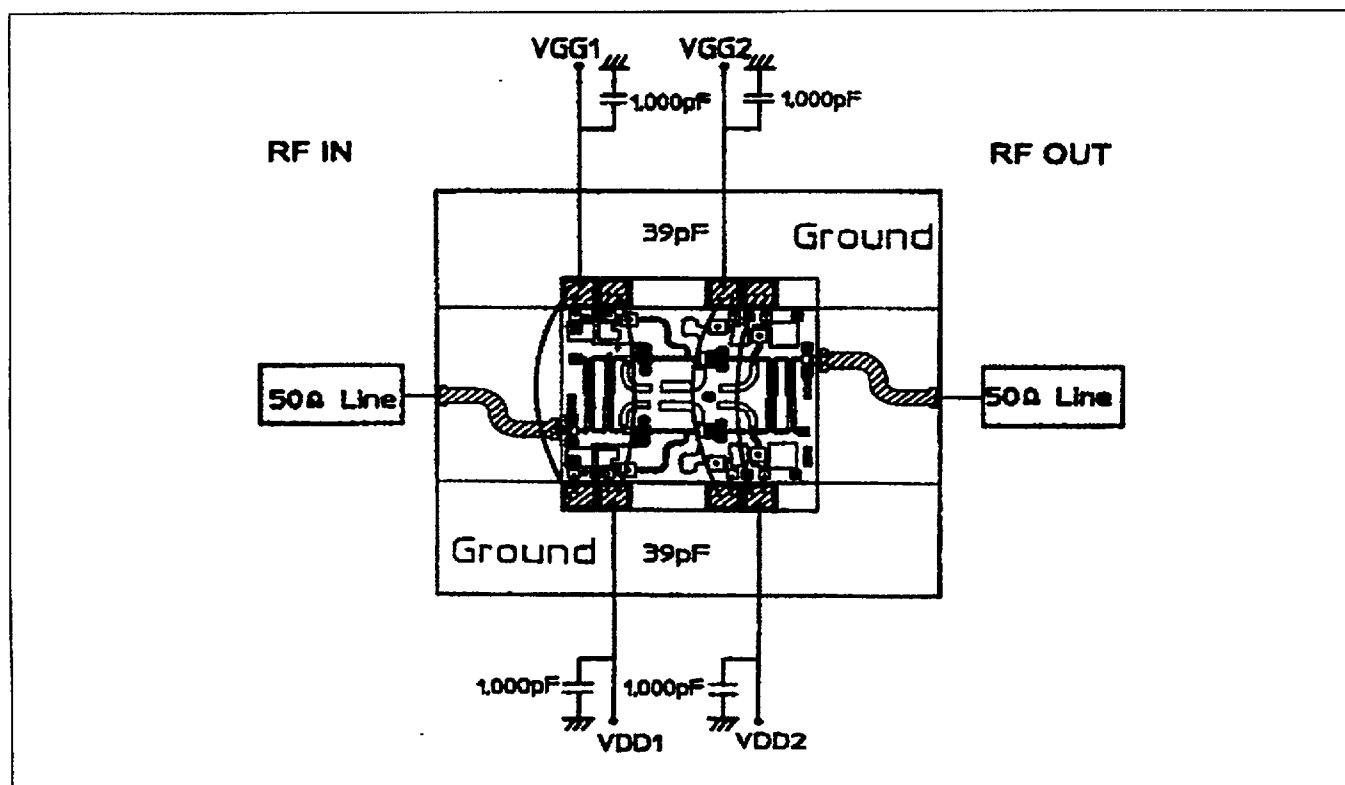 VGG1
VGG2
1.000pF
1.000pF
RF IN
RF OUT
39pF
Ground
50Ω Line
50Ω Line
Ground
39pF
1.000pF
1.000pF
VDD1
VDD2